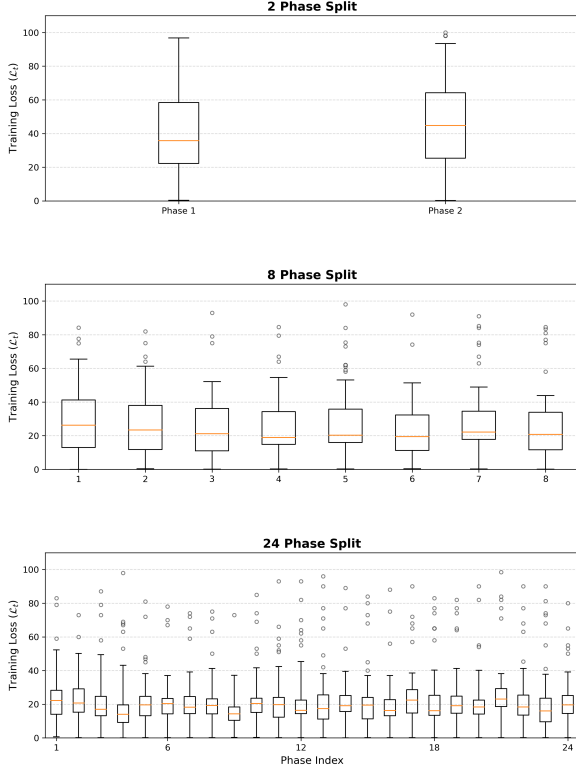 2 Phase Split
100
80
60
40
20
0
Training Loss (ℒₜ)
Phase 1 Phase 2
8 Phase Split
100
80
60
40
20
0
Training Loss (ℒₜ)
1 2 3 4 5 6 7 8
24 Phase Split
100
80
60
40
20
0
Training Loss (ℒₜ)
1 6 12 18 24
Phase Index